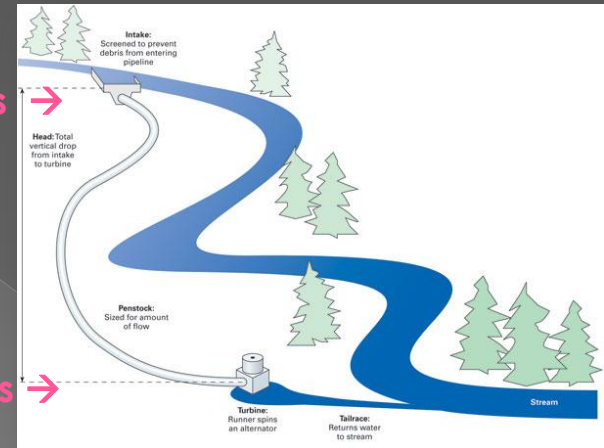 Intake:
Screened to prevent
debris from entering
pipeline
s →
Head: Total
vertical drop
from intake
to turbine
Penstock:
Sized for amount
of flow
s →
Stream
Turbine:
Runner spins
an alternator
Tailrace:
Returns water
to stream